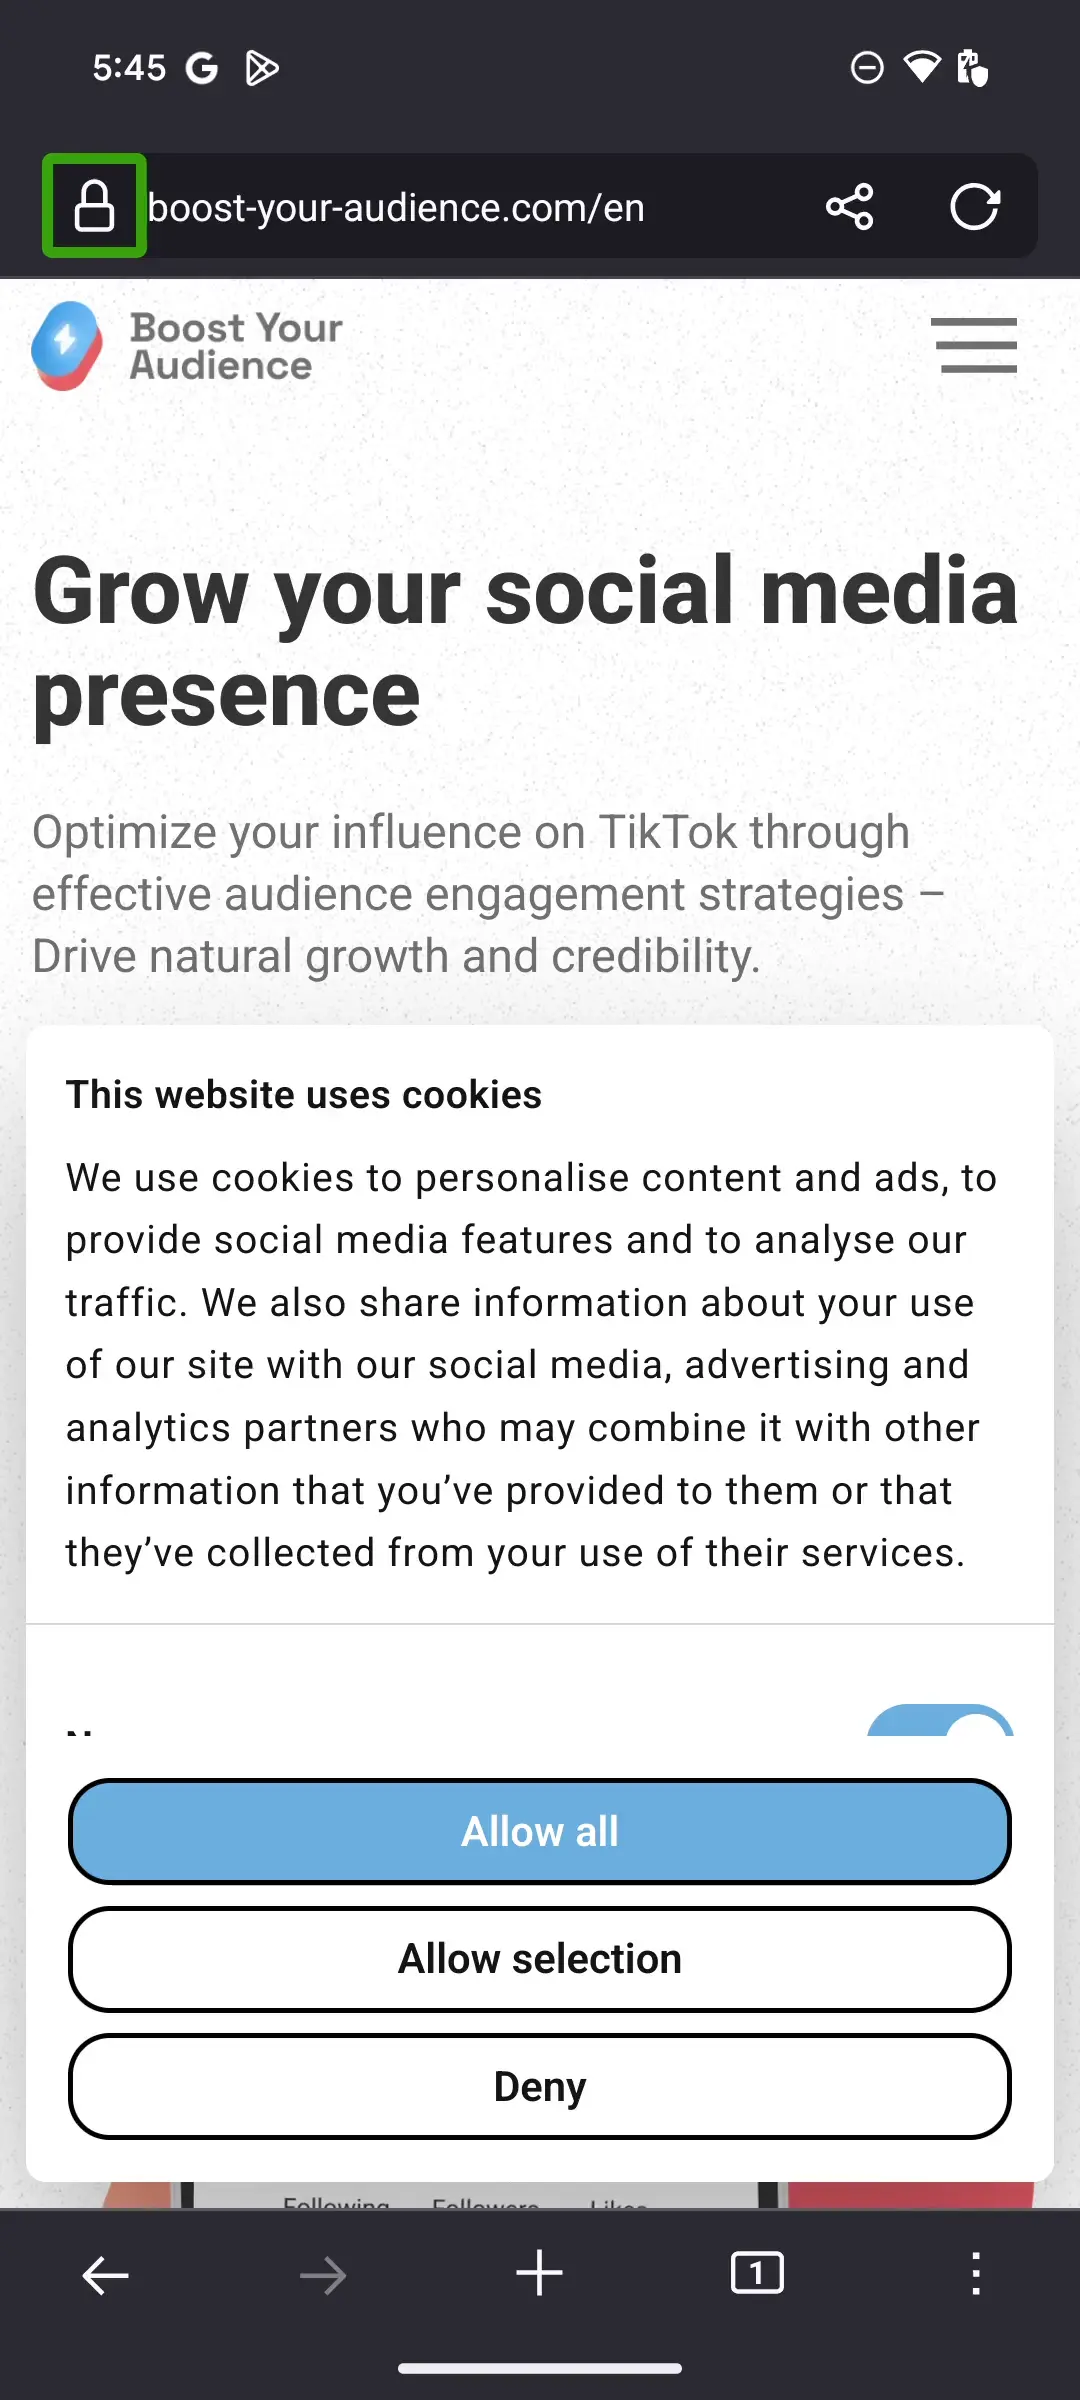 5:45
boost-your-audience.com/en
Boost Your
Audience
Grow your social media
presence
Optimize your influence on TikTok through
effective audience engagement strategies –
Drive natural growth and credibility.
This website uses cookies
We use cookies to personalise content and ads, to
provide social media features and to analyse our
traffic. We also share information about your use
of our site with our social media, advertising and
analytics partners who may combine it with other
information that you’ve provided to them or that
they’ve collected from your use of their services.
Allow all
Allow selection
Deny
Following Followers Likes
1